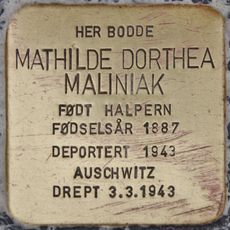 HER BODDE
MATHILDE DORTHEA
MALINIAK
FØDT HALPERN
FØDSELSÅR 1887
DEPORTERT 1943
AUSCHWITZ
DREPT 3.3.1943